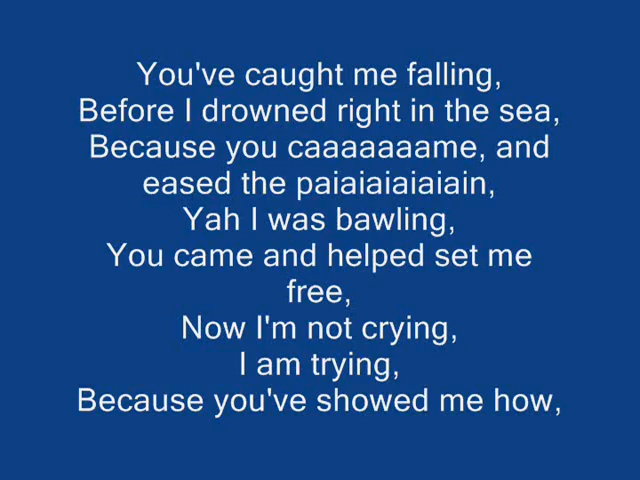 You've caught me falling,
Before I drowned right in the sea,
Because you caaaaaaame, and
eased the paiaiaiaiaiain,
Yah I was bawling,
You came and helped set me
free,
Now I'm not crying,
I am trying,
Because you've showed me how,